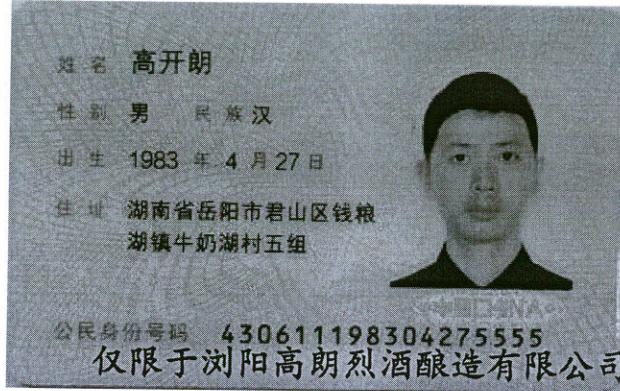 姓名 高开朗
性别 男 民族 汉
出生 1983 年 4 月 27 日
住址 湖南省岳阳市君山区钱粮
湖镇牛奶湖村五组
公民身份号码 430611198304275555
仅限于浏阳高朗烈酒酿造有限公司